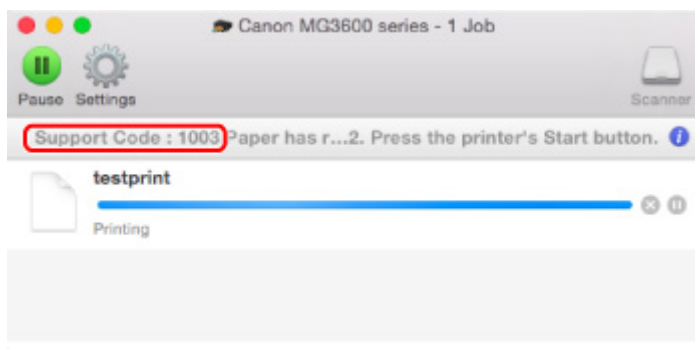 Canon MG3600 series - 1 Job
Pause Settings Scanner
Support Code : 1003 Paper has r...2. Press the printer's Start button.
testprint
Printing